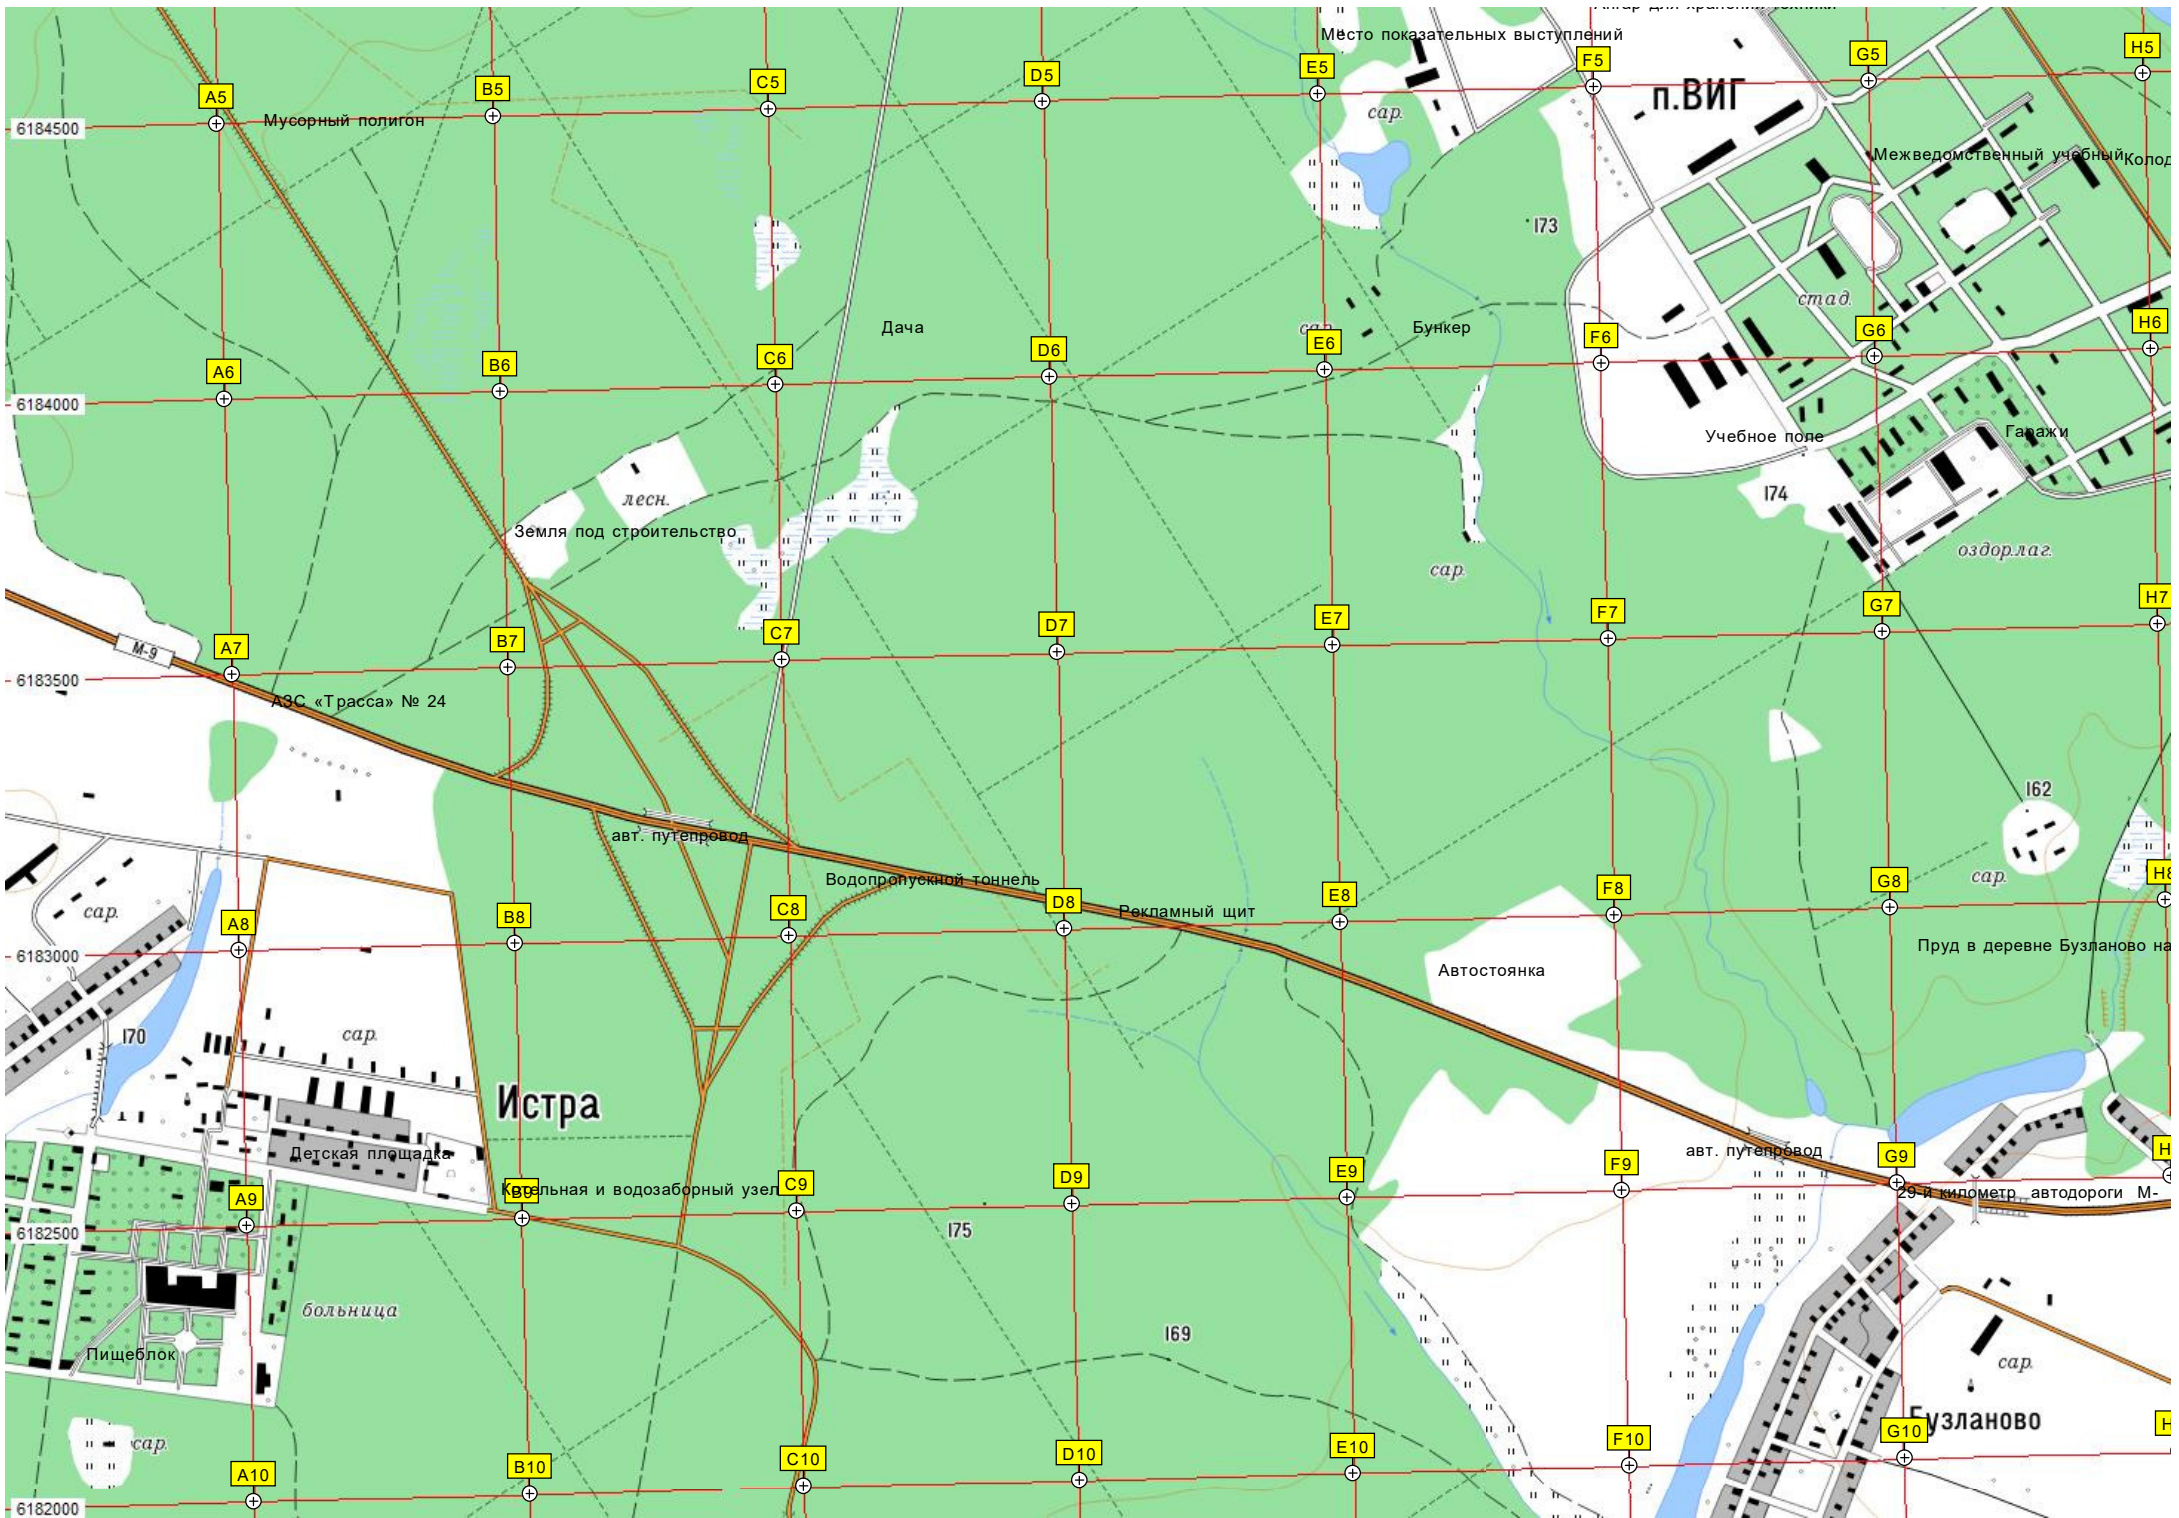 Место показательных выступлений
H5
G5
F5
E5
D5
C5
B5
A5
п.ВИГ
сар.
Мусорный полигон
6184500
Межведомственный учебный
173
стад.
Дача
Бункер
H6
G6
F6
E6
D6
C6
B6
A6
6184000
Учебное поле
Гаражи
лесн.
174
Земля под строительство
оздор.лаг.
сар.
H7
G7
F7
E7
D7
C7
B7
A7
М-9
6183500
АЗС «Трасса» № 24
162
авт. путепровод
Водопропускной тоннель
сар.
G8
F8
E8
D8
C8
B8
A8
сар.
Рекламный щит
6183000
Пруд в деревне Бузланово на
Автостоянка
170
сар.
Истра
Детская площадка
авт. путепровод
G9
F9
E9
D9
C9
B9
A9
Котельная и водозаборный узел
29-й километр автодороги М-
6182500
175
больница
169
Пищеблок
сар.
Бузланово
сар.
G10
F10
E10
D10
C10
B10
A10
6182000